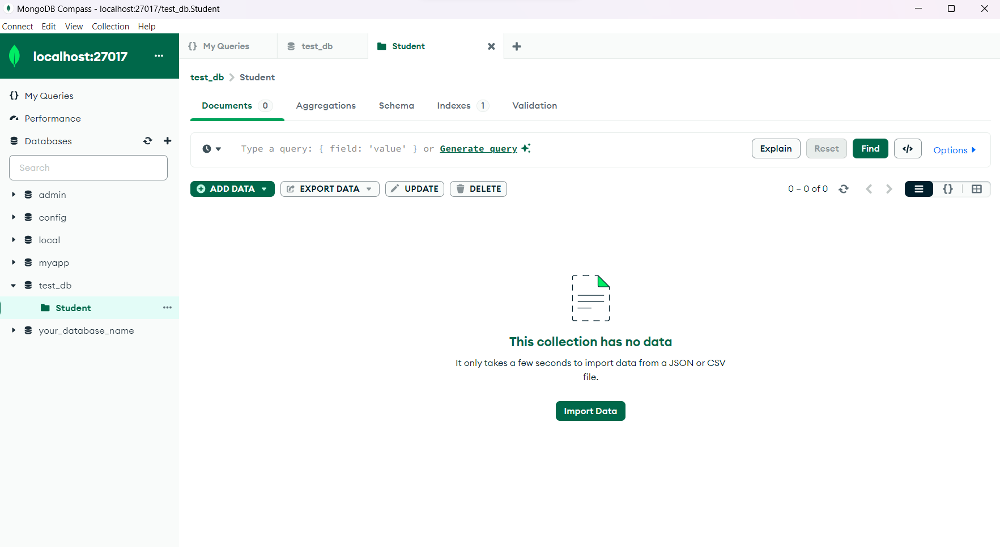 MongoDB Compass - localhost:27017/test_db.Student
Connect Edit View Collection Help
localhost:27017 ···
{} My Queries
Performance
Databases
Search
admin
config
local
myapp
test_db
Student ···
your_database_name
{} My Queries
test_db
Student
test_db > Student
Documents 0 Aggregations Schema Indexes 1 Validation
Type a query: { field: 'value' } or Generate query
Explain Reset Find </> Options
ADD DATA EXPORT DATA UPDATE DELETE
0 – 0 of 0
{}
This collection has no data
It only takes a few seconds to import data from a JSON or CSV
file.
Import Data